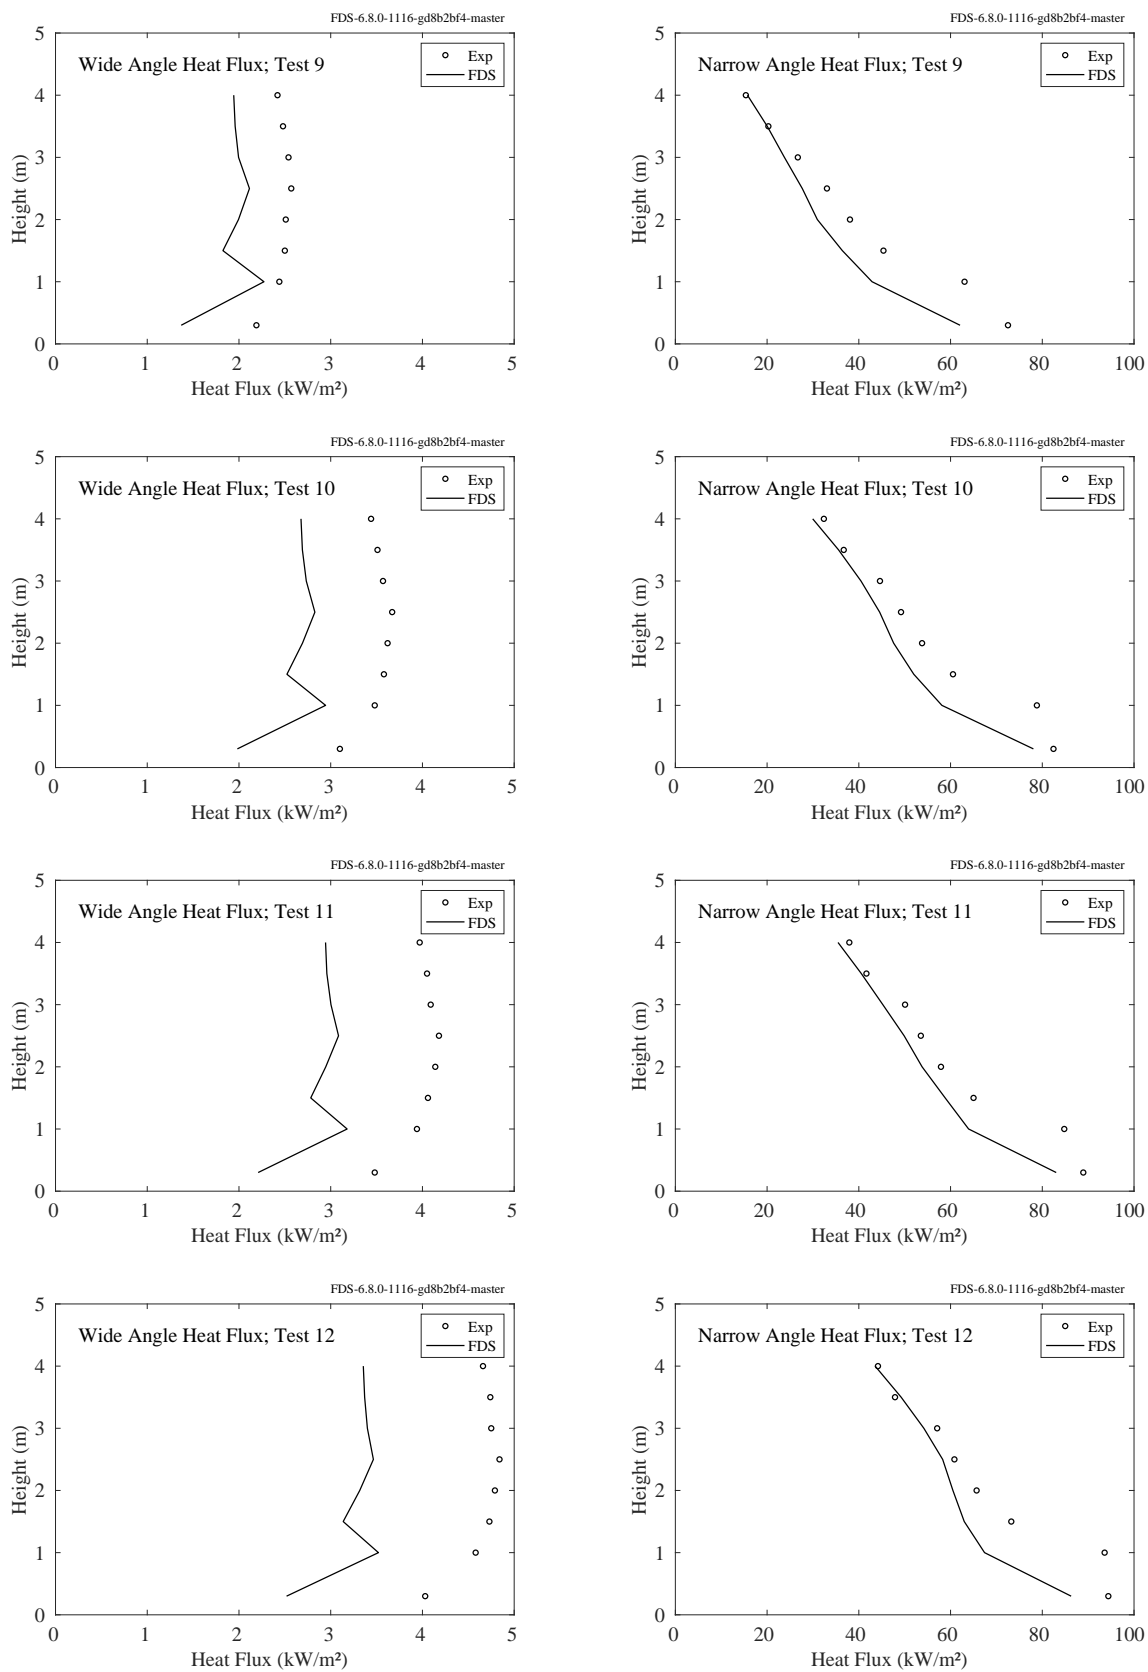 FDS-6.8.0-1116-gd8b2bf4-master
Wide Angle Heat Flux; Test 9
Exp
FDS
5
4
3
2
1
0
Height (m)
0 1 2 3 4 5
Heat Flux (kW/m²)
FDS-6.8.0-1116-gd8b2bf4-master
Narrow Angle Heat Flux; Test 9
Exp
FDS
5
4
3
2
1
0
Height (m)
0 20 40 60 80 100
Heat Flux (kW/m²)
FDS-6.8.0-1116-gd8b2bf4-master
Wide Angle Heat Flux; Test 10
Exp
FDS
5
4
3
2
1
0
Height (m)
0 1 2 3 4 5
Heat Flux (kW/m²)
FDS-6.8.0-1116-gd8b2bf4-master
Narrow Angle Heat Flux; Test 10
Exp
FDS
5
4
3
2
1
0
Height (m)
0 20 40 60 80 100
Heat Flux (kW/m²)
FDS-6.8.0-1116-gd8b2bf4-master
Wide Angle Heat Flux; Test 11
Exp
FDS
5
4
3
2
1
0
Height (m)
0 1 2 3 4 5
Heat Flux (kW/m²)
FDS-6.8.0-1116-gd8b2bf4-master
Narrow Angle Heat Flux; Test 11
Exp
FDS
5
4
3
2
1
0
Height (m)
0 20 40 60 80 100
Heat Flux (kW/m²)
FDS-6.8.0-1116-gd8b2bf4-master
Wide Angle Heat Flux; Test 12
Exp
FDS
5
4
3
2
1
0
Height (m)
0 1 2 3 4 5
Heat Flux (kW/m²)
FDS-6.8.0-1116-gd8b2bf4-master
Narrow Angle Heat Flux; Test 12
Exp
FDS
5
4
3
2
1
0
Height (m)
0 20 40 60 80 100
Heat Flux (kW/m²)